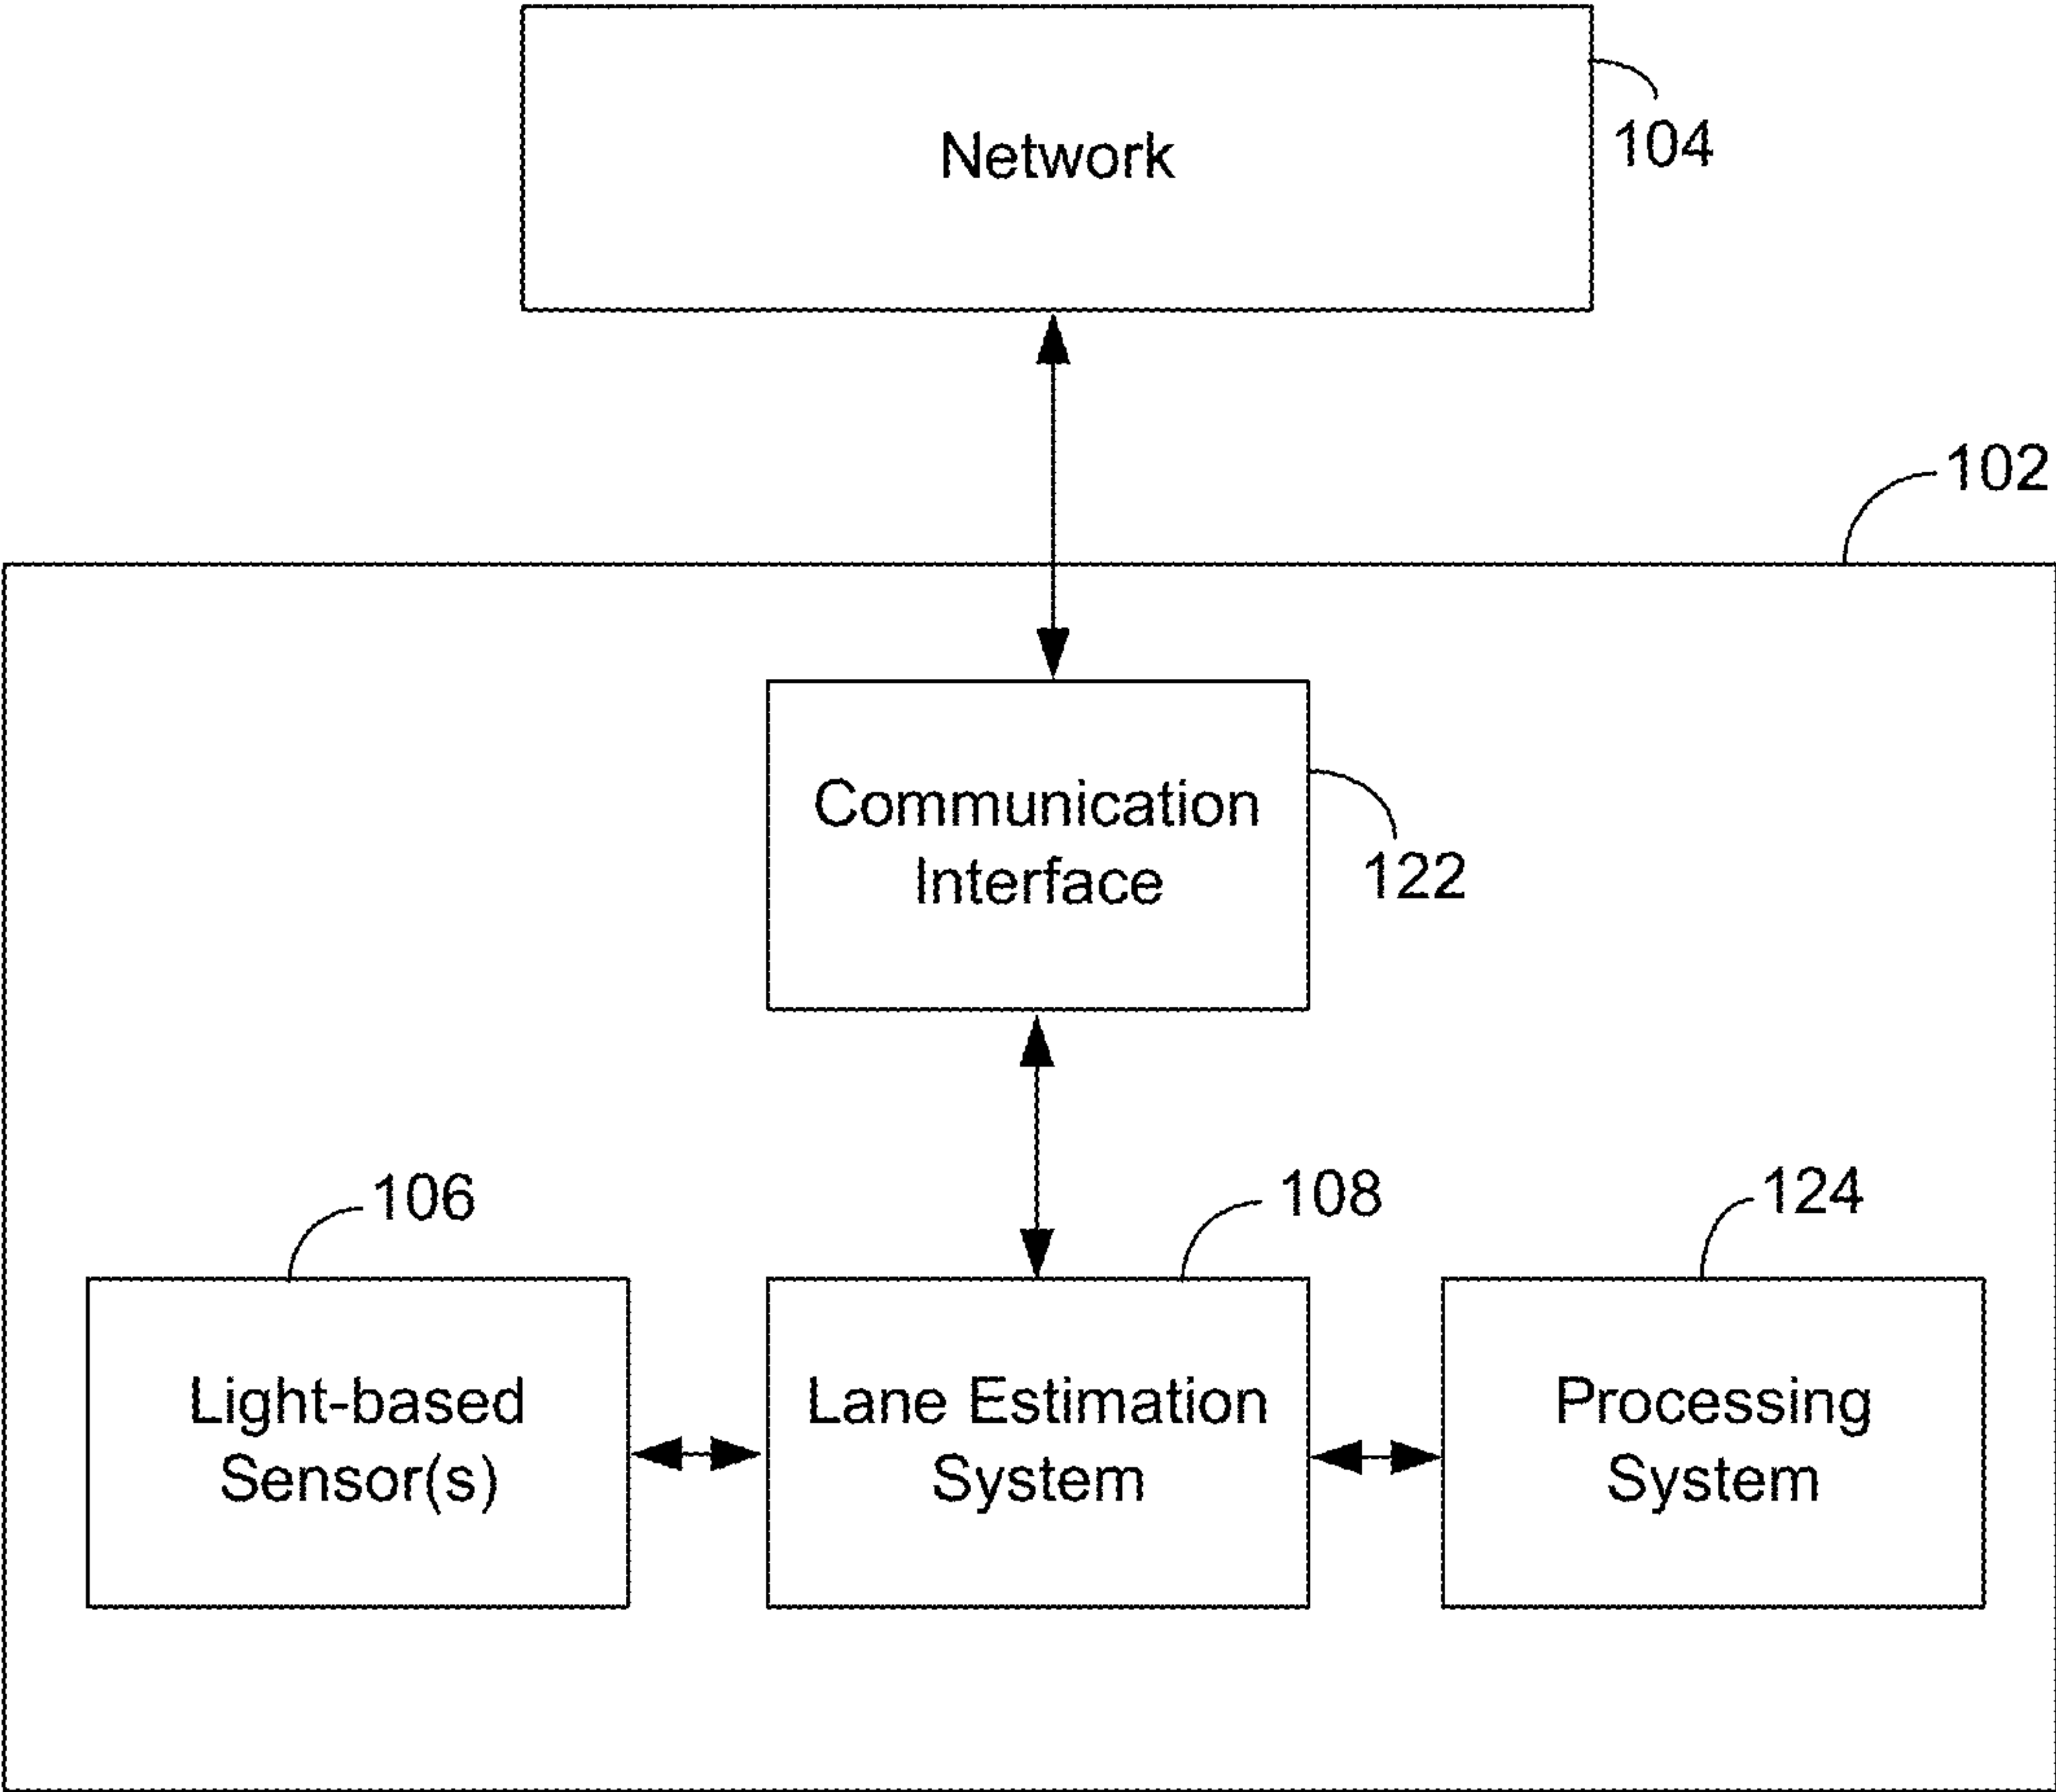 Network
104
102
Communication
Interface
122
106
108
124
Light-based
Sensor(s)
Lane Estimation
System
Processing
System